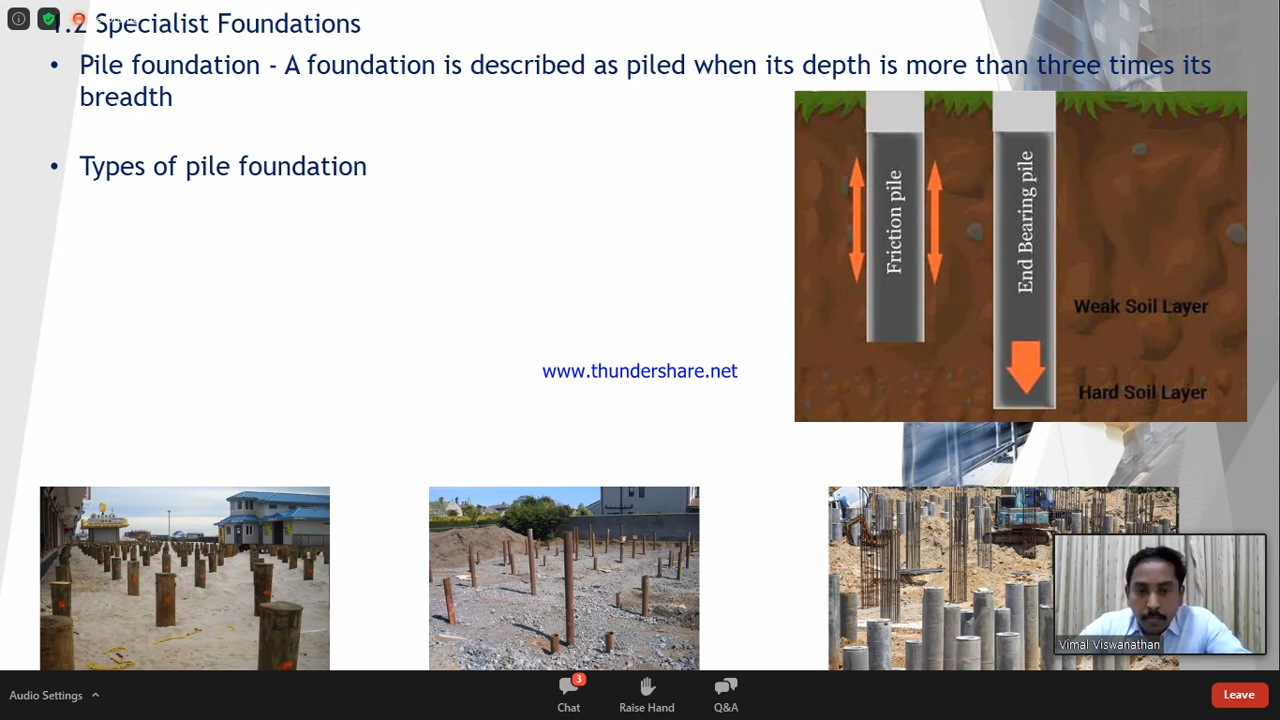 1.2 Specialist Foundations
• Pile foundation - A foundation is described as piled when its depth is more than three times its
breadth
• Types of pile foundation
Friction pile
End Bearing pile
Weak Soil Layer
Hard Soil Layer
www.thundershare.net
Vimal Viswanathan
Audio Settings
3
Chat
Raise Hand
Q&A
Leave